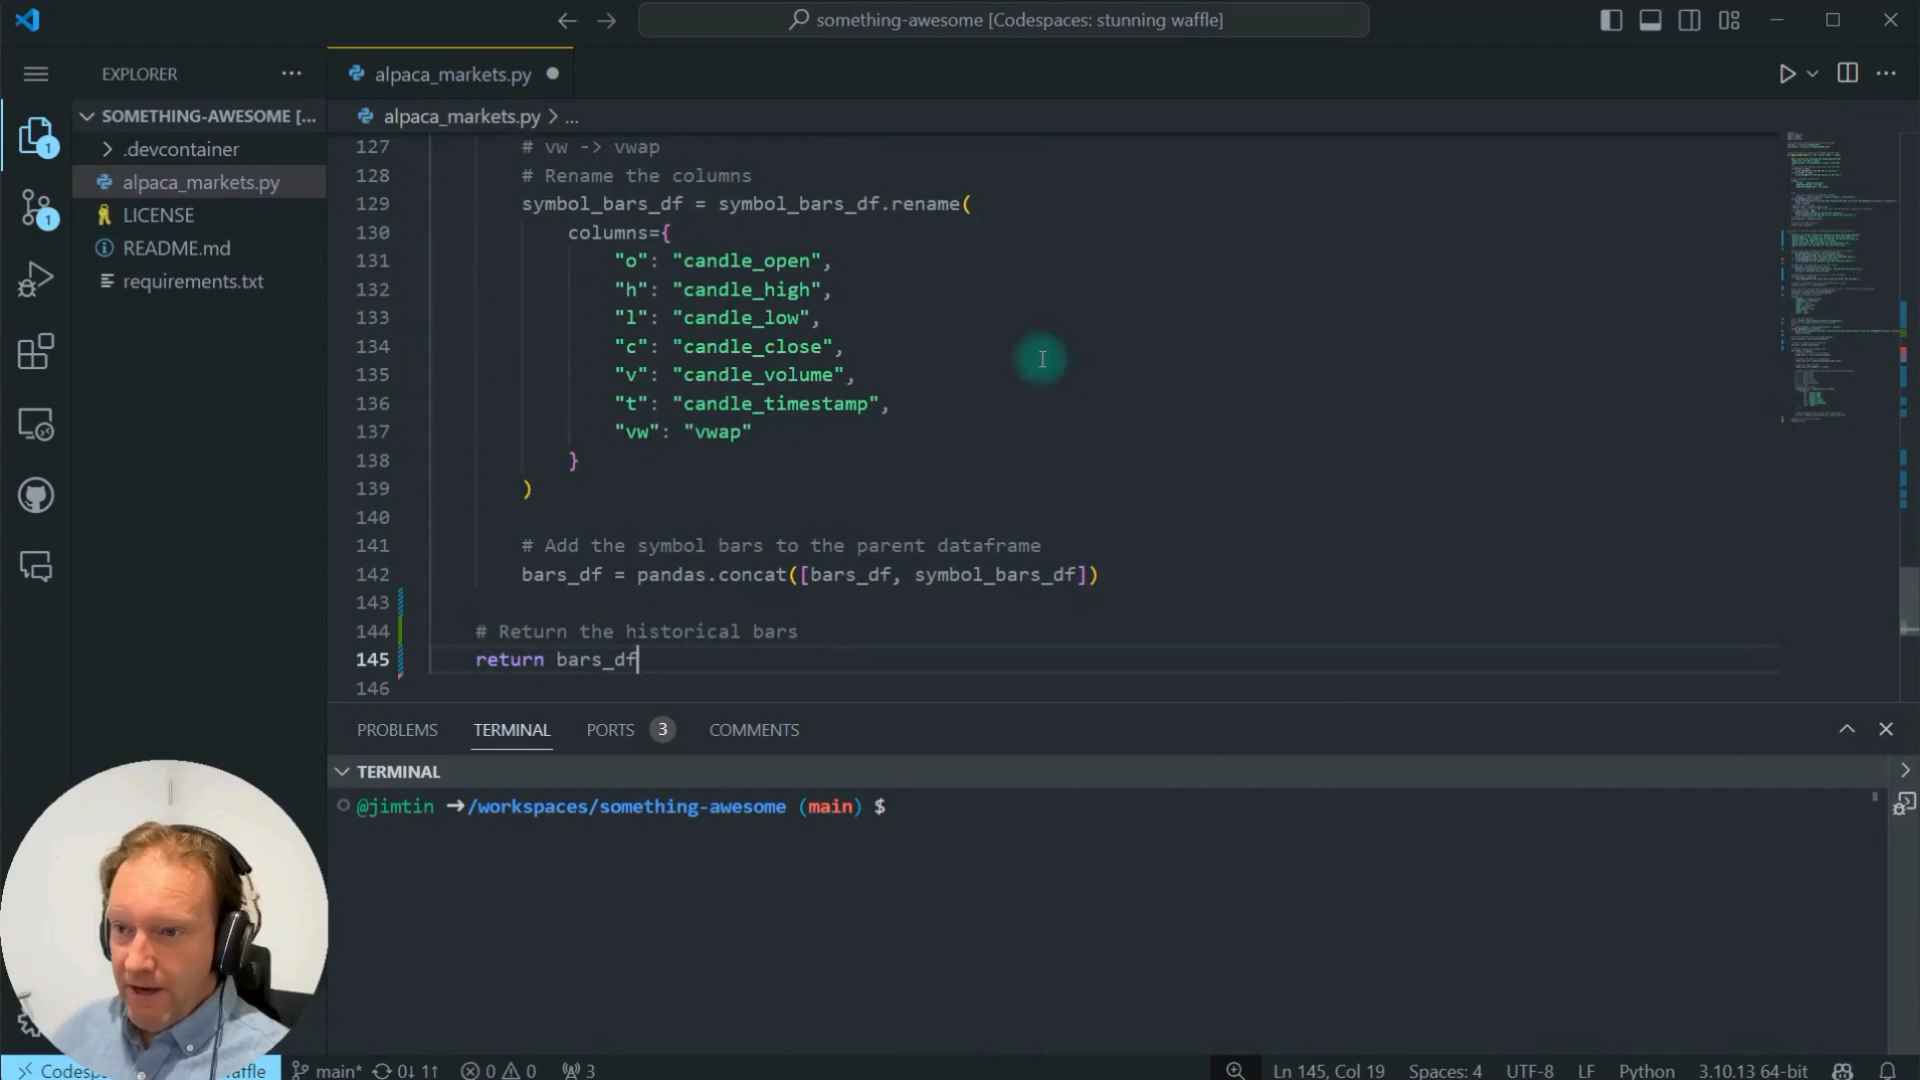 something-awesome [Codespaces: stunning waffle]
EXPLORER
SOMETHING-AWESOME [...
.devcontainer
alpaca_markets.py
LICENSE
README.md
requirements.txt
1
1
alpaca_markets.py
alpaca_markets.py > ...
127 # vw -> vwap
128 # Rename the columns
129 symbol_bars_df = symbol_bars_df.rename(
130 columns={
131 "o": "candle_open",
132 "h": "candle_high",
133 "l": "candle_low",
134 "c": "candle_close",
135 "v": "candle_volume",
136 "t": "candle_timestamp",
137 "vw": "vwap"
138 }
139 )
140
141 # Add the symbol bars to the parent dataframe
142 bars_df = pandas.concat([bars_df, symbol_bars_df])
143
144 # Return the historical bars
145 return bars_df
146
PROBLEMS TERMINAL PORTS 3 COMMENTS
TERMINAL
@jimtin ➜/workspaces/something-awesome (main) $
main* 0↓ 1↑ 0 0 3
Ln 145, Col 19 Spaces: 4 UTF-8 LF Python 3.10.13 64-bit